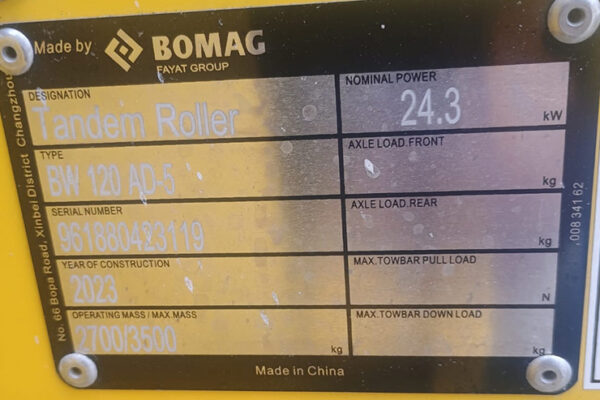 Made by BOMAG
FAYAT GROUP
DESIGNATION
Tandem Roller
NOMINAL POWER
24.3 kW
TYPE
BW 120 AD-5
AXLE LOAD.FRONT
kg
SERIAL NUMBER
961880423119
AXLE LOAD.REAR
kg
YEAR OF CONSTRUCTION
2023
MAX.TOWBAR PULL LOAD
N
OPERATING MASS / MAX.MASS
2700/3500 kg
MAX.TOWBAR DOWN LOAD
kg
Made in China
No. 66 Bopa Road, Xinbei District Changzhou
008 341 62